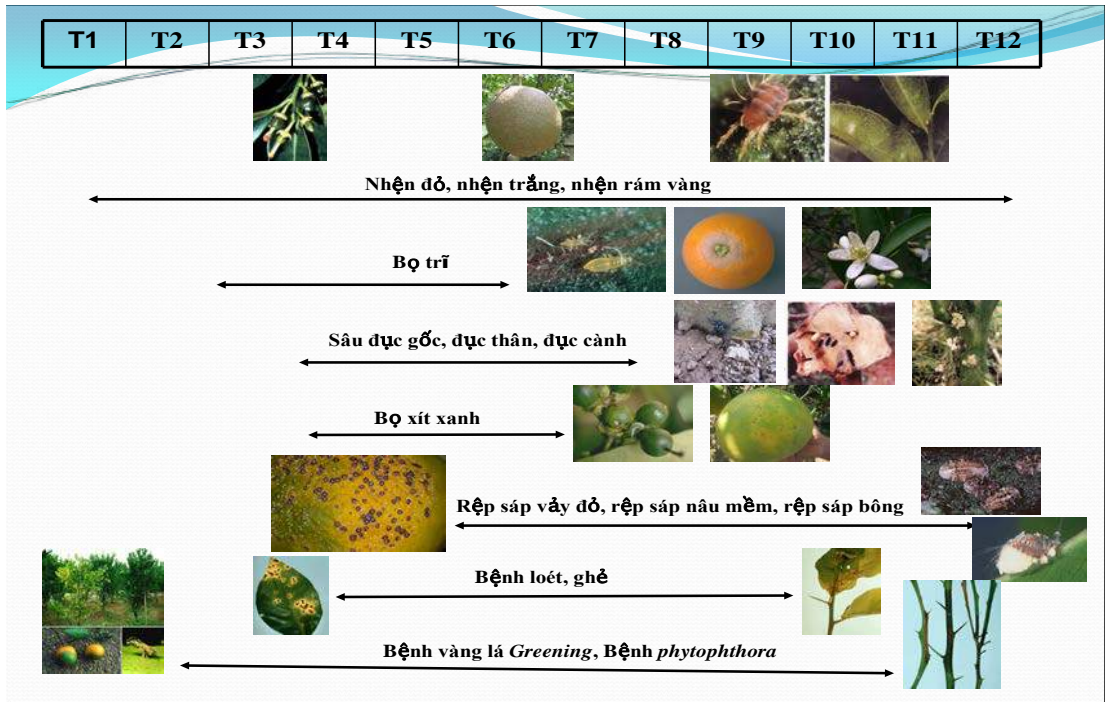 T1 T2 T3 T4 T5 T6 T7 T8 T9 T10 T11 T12
Nhện đỏ, nhện trắng, nhện rám vàng
Bọ trĩ
Sâu đục gốc, đục thân, đục cành
Bọ xít xanh
Rệp sáp vảy đỏ, rệp sáp nâu mềm, rệp sáp bông
Bệnh loét, ghẻ
Bệnh vàng lá Greening, Bệnh phytophthora